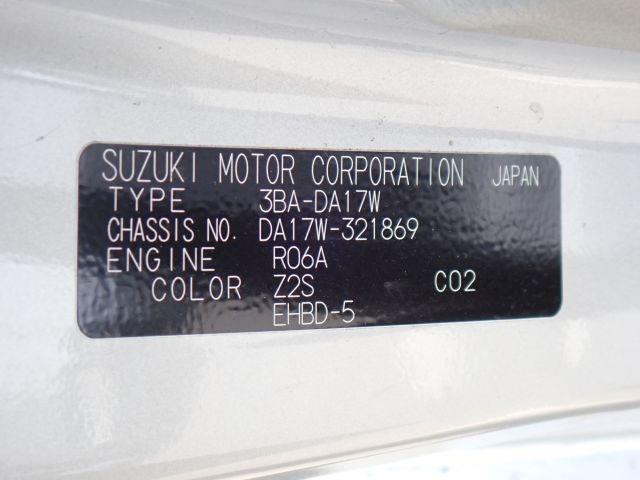 SUZUKI MOTOR CORPORATION JAPAN
TYPE 3BA-DA17W
CHASSIS NO. DA17W-321869
ENGINE R06A
COLOR Z2S C02
EHBD-5